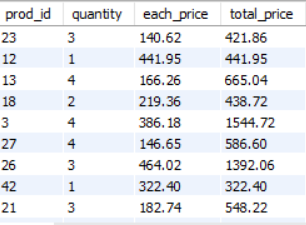 prod_id quantity each_price total_price
23 3 140.62 421.86
12 1 441.95 441.95
13 4 166.26 665.04
18 2 219.36 438.72
3 4 386.18 1544.72
27 4 146.65 586.60
26 3 464.02 1392.06
42 1 322.40 322.40
21 3 182.74 548.22